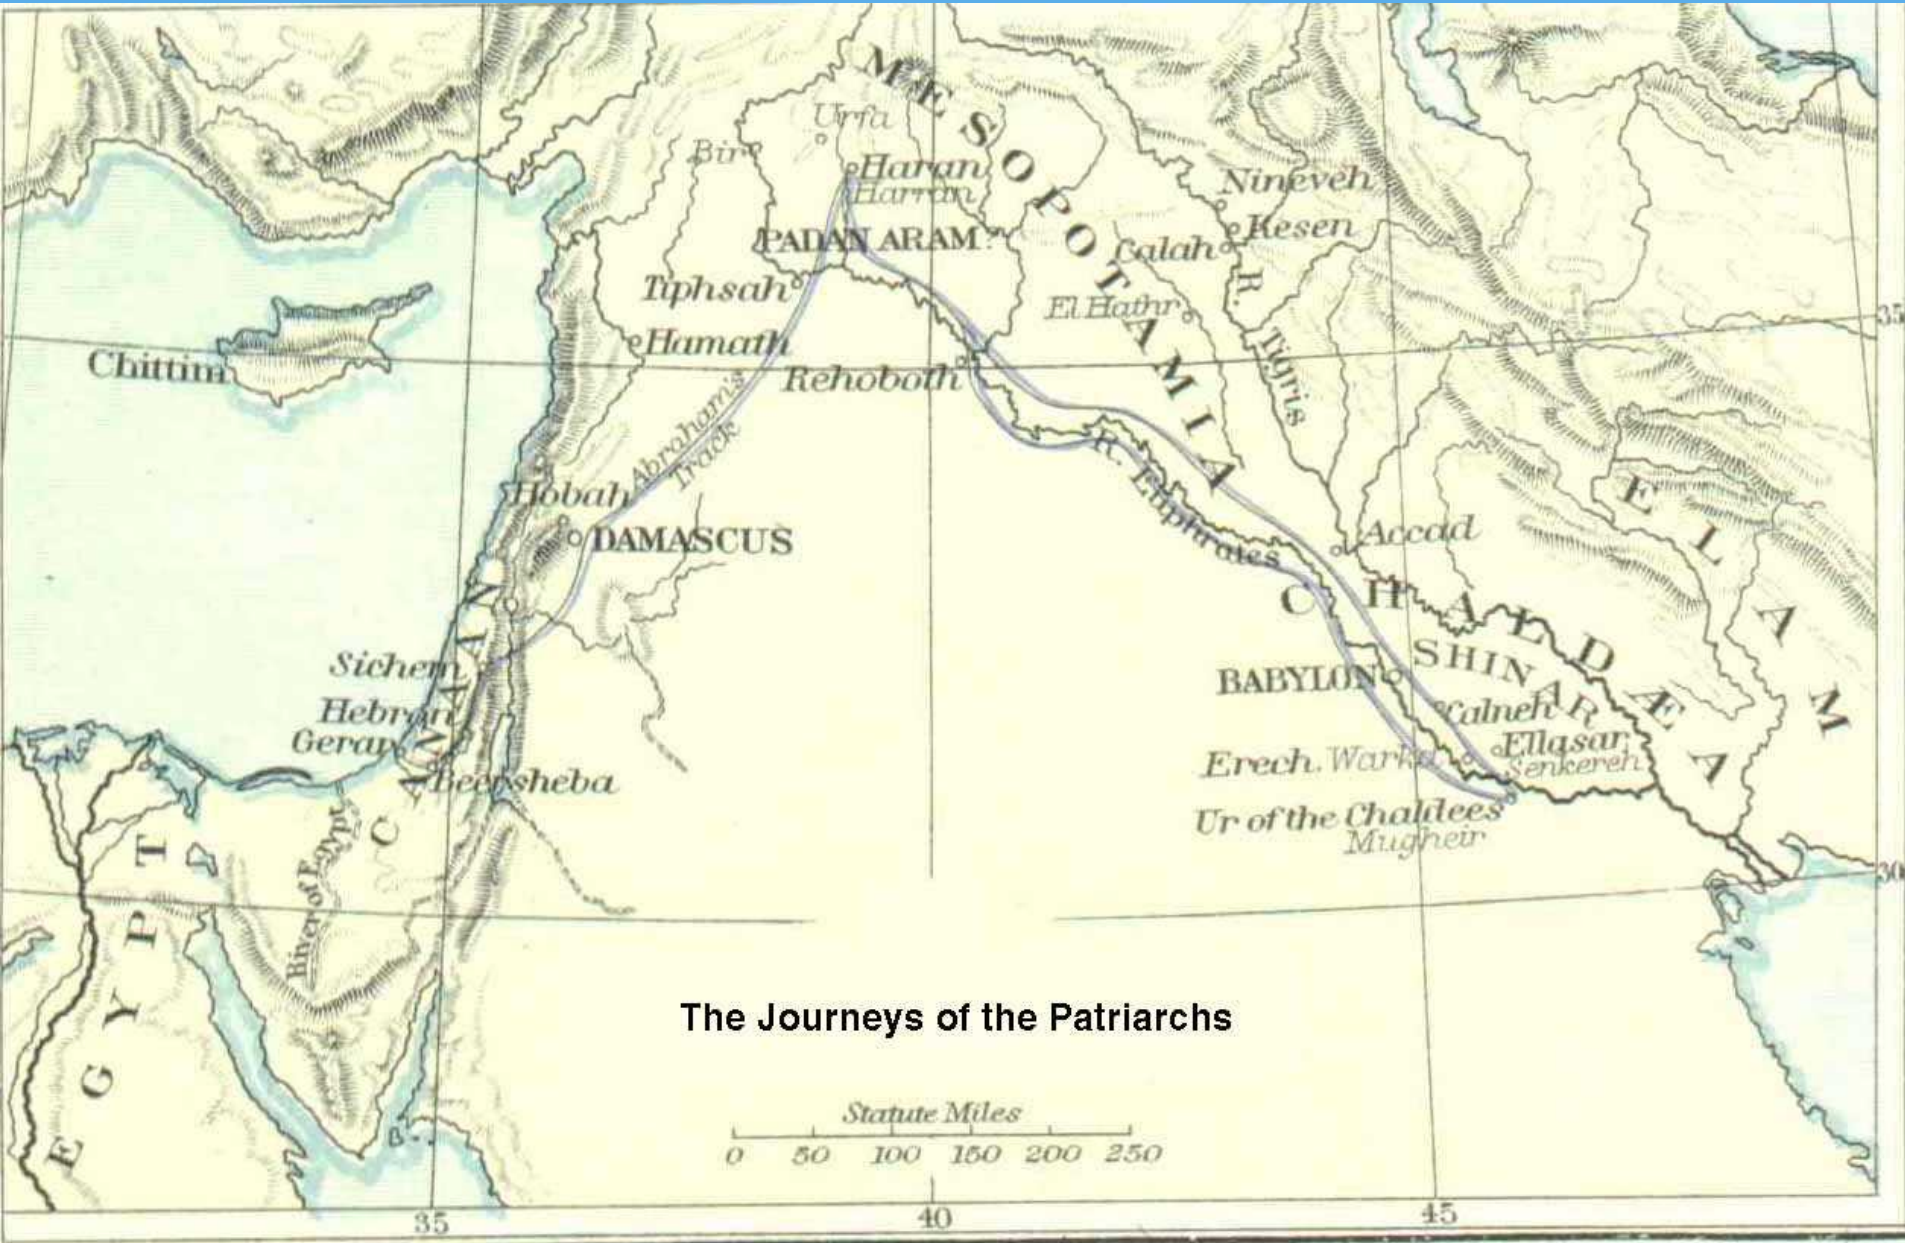 MESOPOTAMIA
Urfa
Bir
Haran
Harran
Nineveh
Resen
Calah
PADAN ARAM?
Tiphsah
El Hathr
R. Tigris
Hamath
Chittim
Rehoboth
Abraham's
Track
R. Euphrates
ELAM
Hobah
DAMASCUS
Accad
CHALDÆA
SHINAR
BABYLON
Sichem
Hebron
Gerar
CANAAN
Calneh
Ellasar
Senkereh
Erech. Warka
Beersheba
Ur of the Chaldees
Mugheir
River of Egypt
EGYPT
35
30
The Journeys of the Patriarchs
Statute Miles
0 50 100 150 200 250
35 40 45